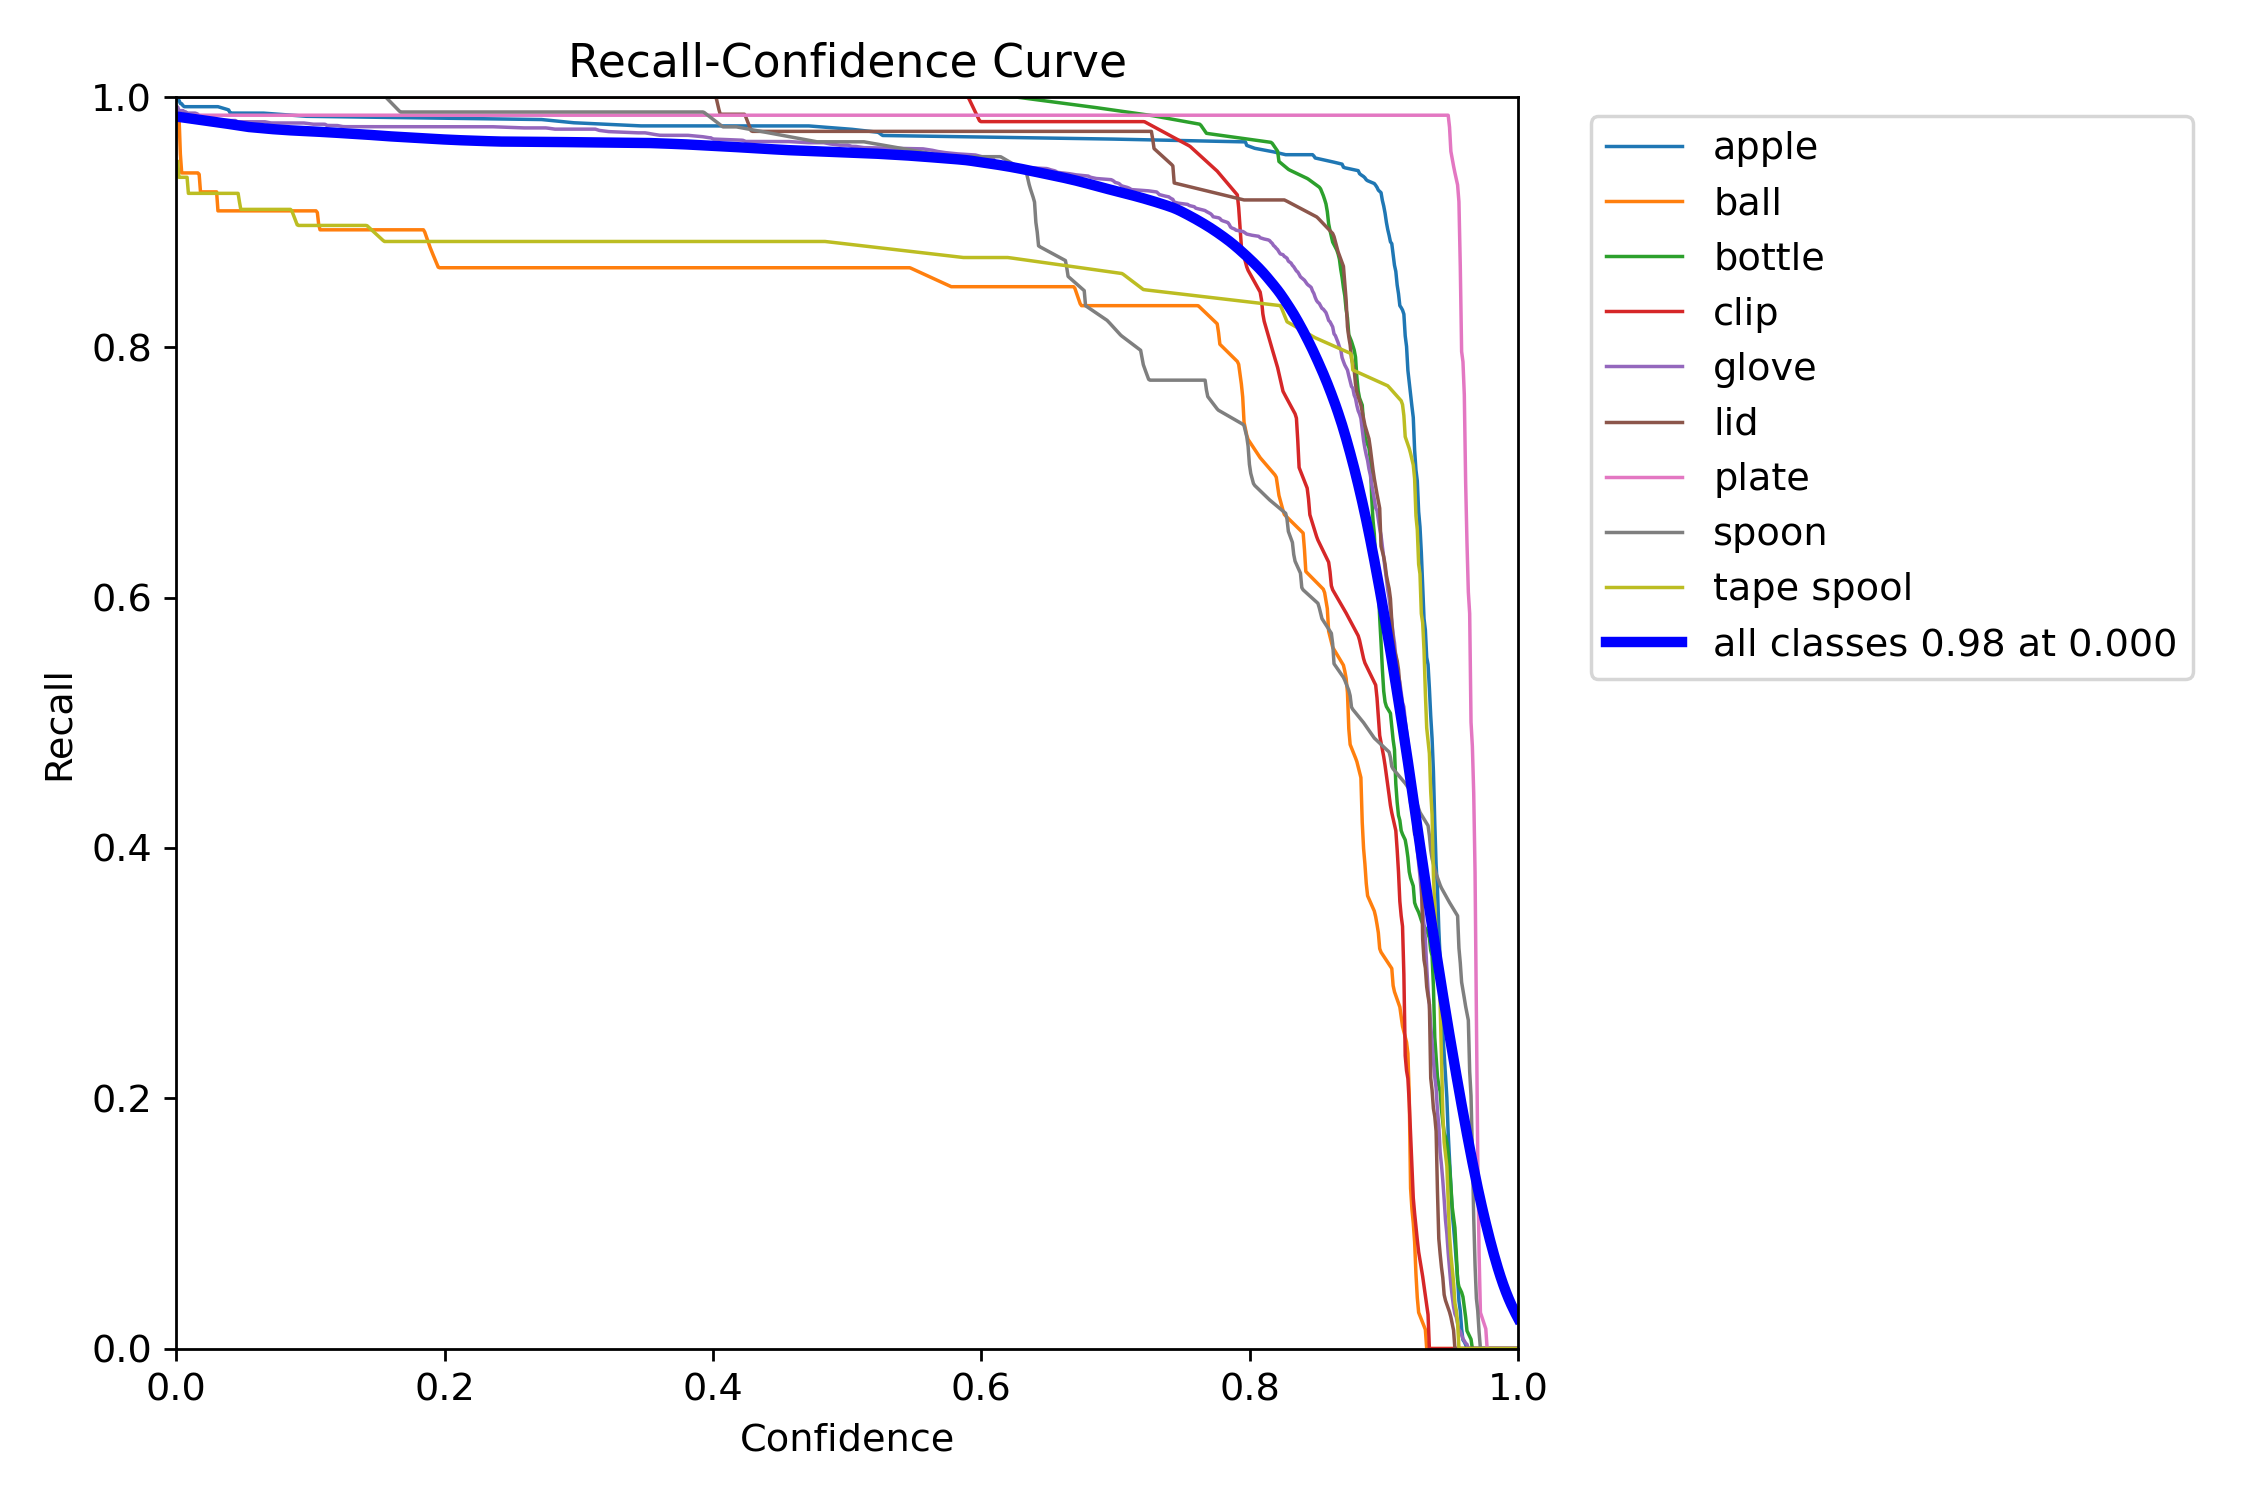 Recall-Confidence Curve
1.0
0.8
0.6
0.4
0.2
0.0
Recall
0.0 0.2 0.4 0.6 0.8 1.0
Confidence
apple
ball
bottle
clip
glove
lid
plate
spoon
tape spool
all classes 0.98 at 0.000